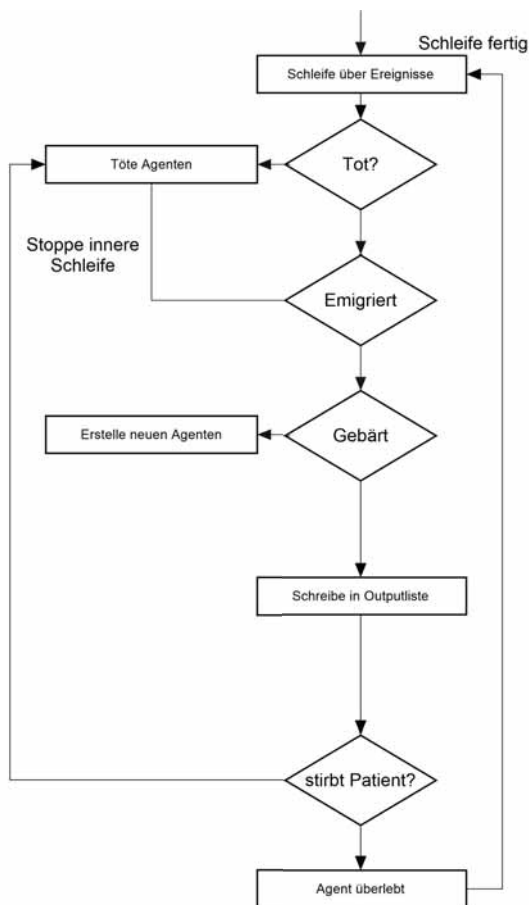 Schleife fertig
Schleife über Ereignisse
Tot?
Töte Agenten
Stoppe innere
Schleife
Emigriert
Gebärt
Erstelle neuen Agenten
Schreibe in Outputliste
stirbt Patient?
Agent überlebt